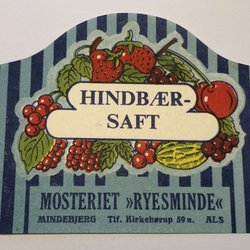 HINDBÆR-
SAFT
MOSTERIET »RYESMINDE«
MINDEBJERG Tlf. Kirkehørup 59 n. ALS